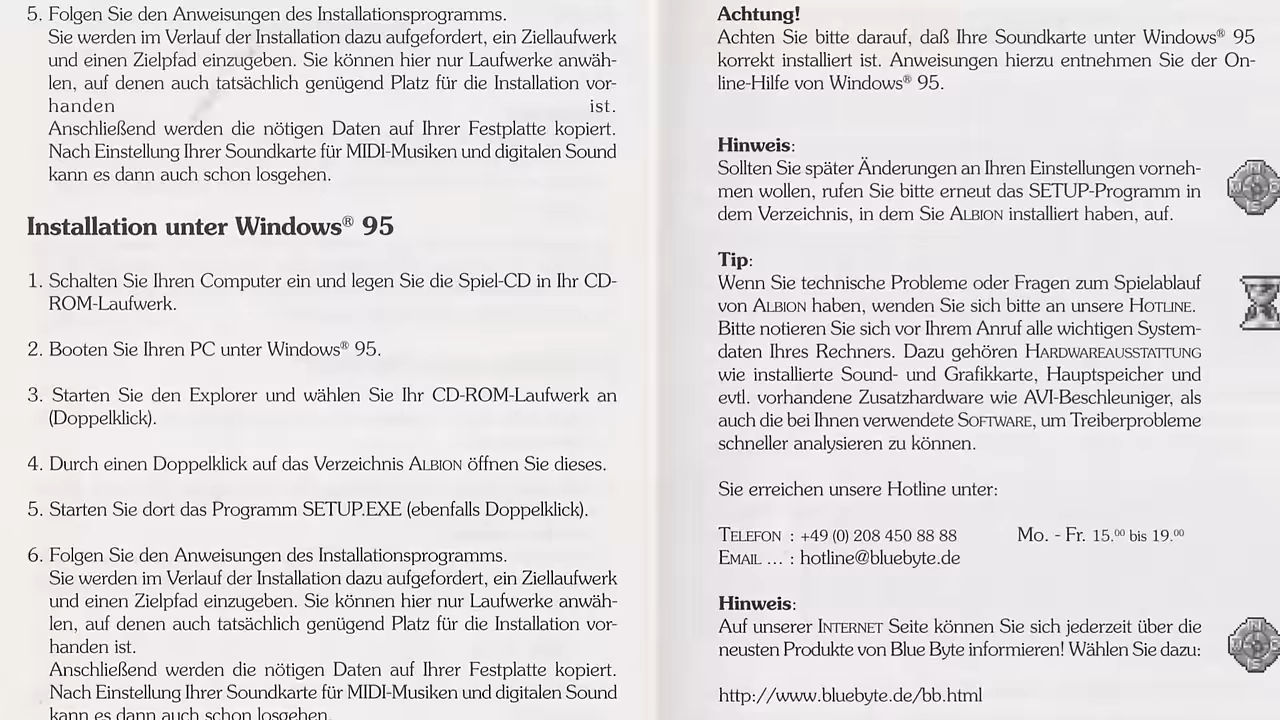 5. Folgen Sie den Anweisungen des Installationsprogramms.
Sie werden im Verlauf der Installation dazu aufgefordert, ein Ziellaufwerk
und einen Zielpfad einzugeben. Sie können hier nur Laufwerke anwäh-
len, auf denen auch tatsächlich genügend Platz für die Installation vor-
handen ist.
Anschließend werden die nötigen Daten auf Ihrer Festplatte kopiert.
Nach Einstellung Ihrer Soundkarte für MIDI-Musiken und digitalen Sound
kann es dann auch schon losgehen.
Installation unter Windows® 95
1. Schalten Sie Ihren Computer ein und legen Sie die Spiel-CD in Ihr CD-
ROM-Laufwerk.
2. Booten Sie Ihren PC unter Windows® 95.
3. Starten Sie den Explorer und wählen Sie Ihr CD-ROM-Laufwerk an
(Doppelklick).
4. Durch einen Doppelklick auf das Verzeichnis ALBION öffnen Sie dieses.
5. Starten Sie dort das Programm SETUP.EXE (ebenfalls Doppelklick).
6. Folgen Sie den Anweisungen des Installationsprogramms.
Sie werden im Verlauf der Installation dazu aufgefordert, ein Ziellaufwerk
und einen Zielpfad einzugeben. Sie können hier nur Laufwerke anwäh-
len, auf denen auch tatsächlich genügend Platz für die Installation vor-
handen ist.
Anschließend werden die nötigen Daten auf Ihrer Festplatte kopiert.
Nach Einstellung Ihrer Soundkarte für MIDI-Musiken und digitalen Sound
kann es dann auch schon losgehen.
Achtung!
Achten Sie bitte darauf, daß Ihre Soundkarte unter Windows® 95
korrekt installiert ist. Anweisungen hierzu entnehmen Sie der On-
line-Hilfe von Windows® 95.
Hinweis:
Sollten Sie später Änderungen an Ihren Einstellungen vorneh-
men wollen, rufen Sie bitte erneut das SETUP-Programm in
dem Verzeichnis, in dem Sie ALBION installiert haben, auf.
Tip:
Wenn Sie technische Probleme oder Fragen zum Spielablauf
von ALBION haben, wenden Sie sich bitte an unsere HOTLINE.
Bitte notieren Sie sich vor Ihrem Anruf alle wichtigen System-
daten Ihres Rechners. Dazu gehören HARDWAREAUSSTATTUNG
wie installierte Sound- und Grafikkarte, Hauptspeicher und
evtl. vorhandene Zusatzhardware wie AVI-Beschleuniger, als
auch die bei Ihnen verwendete SOFTWARE, um Treiberprobleme
schneller analysieren zu können.
Sie erreichen unsere Hotline unter:
TELEFON : +49 (0) 208 450 88 88 Mo. - Fr. 15.00 bis 19.00
EMAIL ... : hotline@bluebyte.de
Hinweis:
Auf unserer INTERNET Seite können Sie sich jederzeit über die
neusten Produkte von Blue Byte informieren! Wählen Sie dazu:
http://www.bluebyte.de/bb.html